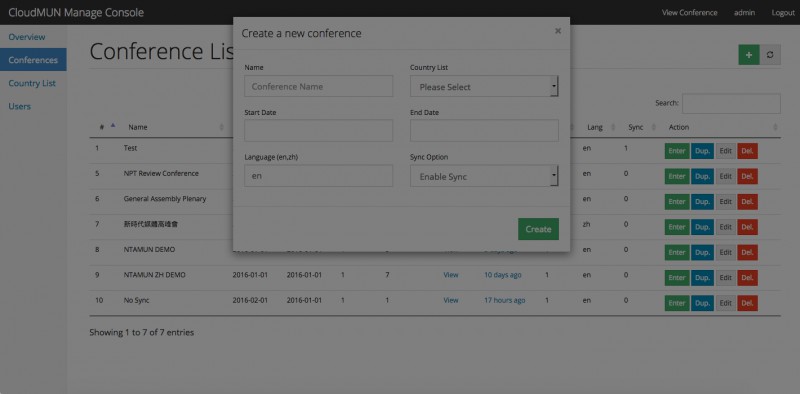 CloudMUN Manage Console View Conference admin Logout
Overview
Conferences
Country List
Users
Conference Lis
Create a new conference ×
Name Country List
Conference Name Please Select
Start Date End Date
Language (en,zh) Sync Option
en Enable Sync
Create
Search:
# Name Lang Sync Action
1 Test en 1 Enter Dup. Edit Del.
5 NPT Review Conference en 0 Enter Dup. Edit Del.
6 General Assembly Plenary en 0 Enter Dup. Edit Del.
7 新時代媒體高峰會 zh 0 Enter Dup. Edit Del.
8 NTAMUN DEMO en 0 Enter Dup. Edit Del.
9 NTAMUN ZH DEMO 2016-01-01 2016-01-01 1 7 View 10 days ago 1 en 0 Enter Dup. Edit Del.
10 No Sync 2016-02-01 2016-01-01 1 1 View 17 hours ago 1 en 0 Enter Dup. Edit Del.
Showing 1 to 7 of 7 entries